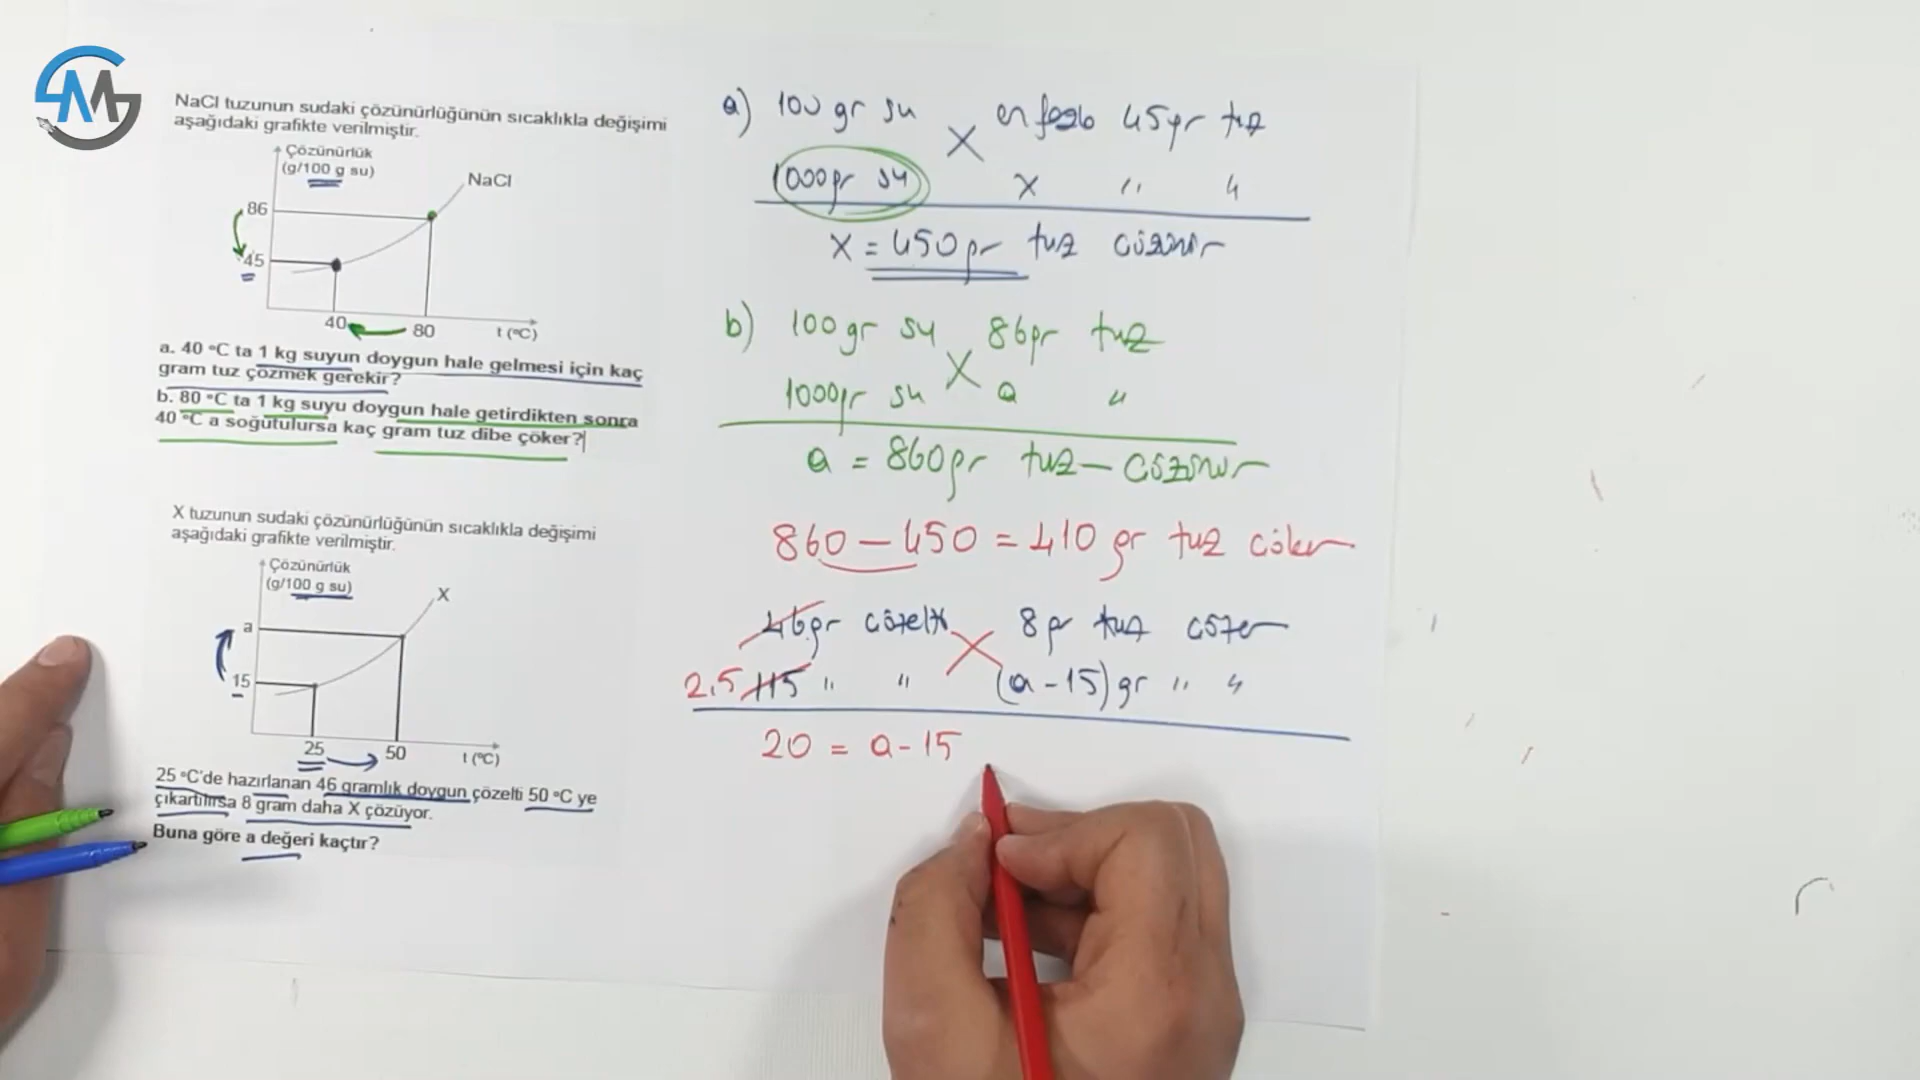 NaCl tuzunun sudaki çözünürlüğünün sıcaklıkla değişimi
aşağıdaki grafikte verilmiştir.
Çözünürlük
(g/100 g su)
NaCl
86
45
40
80
t (°C)
a. 40 °C ta 1 kg suyun doygun hale gelmesi için kaç
gram tuz çözmek gerekir?
b. 80 °C ta 1 kg suyu doygun hale getirdikten sonra
40 °C a soğutulursa kaç gram tuz dibe çöker?
X tuzunun sudaki çözünürlüğünün sıcaklıkla değişimi
aşağıdaki grafikte verilmiştir.
Çözünürlük
(g/100 g su)
X
a
15
25
50
t (°C)
25 °C'de hazırlanan 46 gramlık doygun çözelti 50 °C ye
çıkartılırsa 8 gram daha X çözüyor.
Buna göre a değeri kaçtır?
a) 100 gr su en fazla 45gr tuz
1000gr su X " "
X = 450gr tuz çözünür
b) 100 gr su 86gr tuz
1000gr su a "
a = 860gr tuz çözünür
860 - 450 = 410 gr tuz çöker
46gr çözelti 8gr tuz çözer
2,5 115 " " (a-15) gr " "
20 = a-15